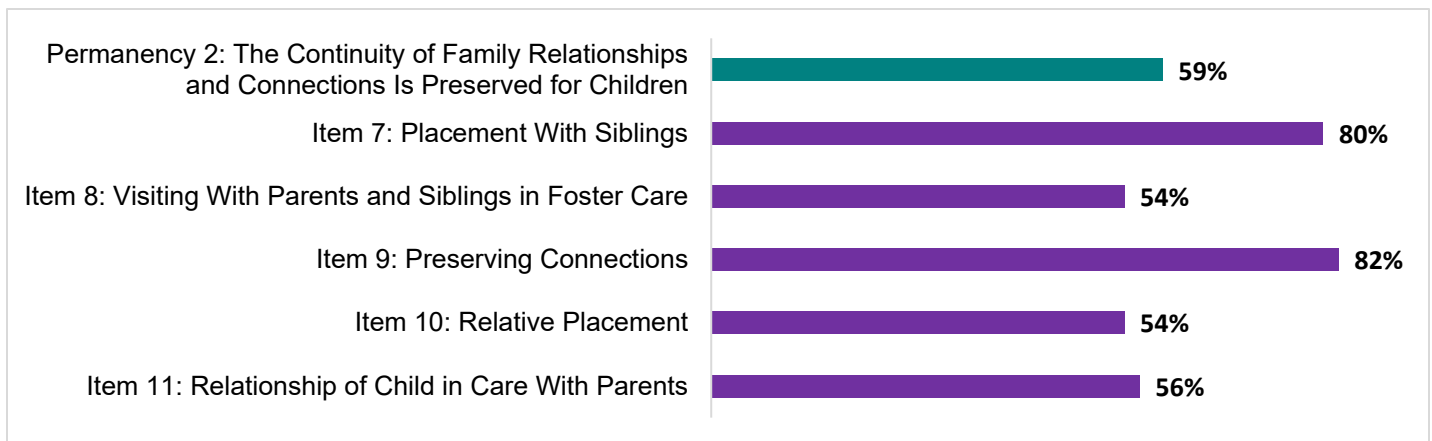 Permanency 2: The Continuity of Family Relationships
and Connections Is Preserved for Children
59%
Item 7: Placement With Siblings
80%
Item 8: Visiting With Parents and Siblings in Foster Care
54%
Item 9: Preserving Connections
82%
Item 10: Relative Placement
54%
Item 11: Relationship of Child in Care With Parents
56%